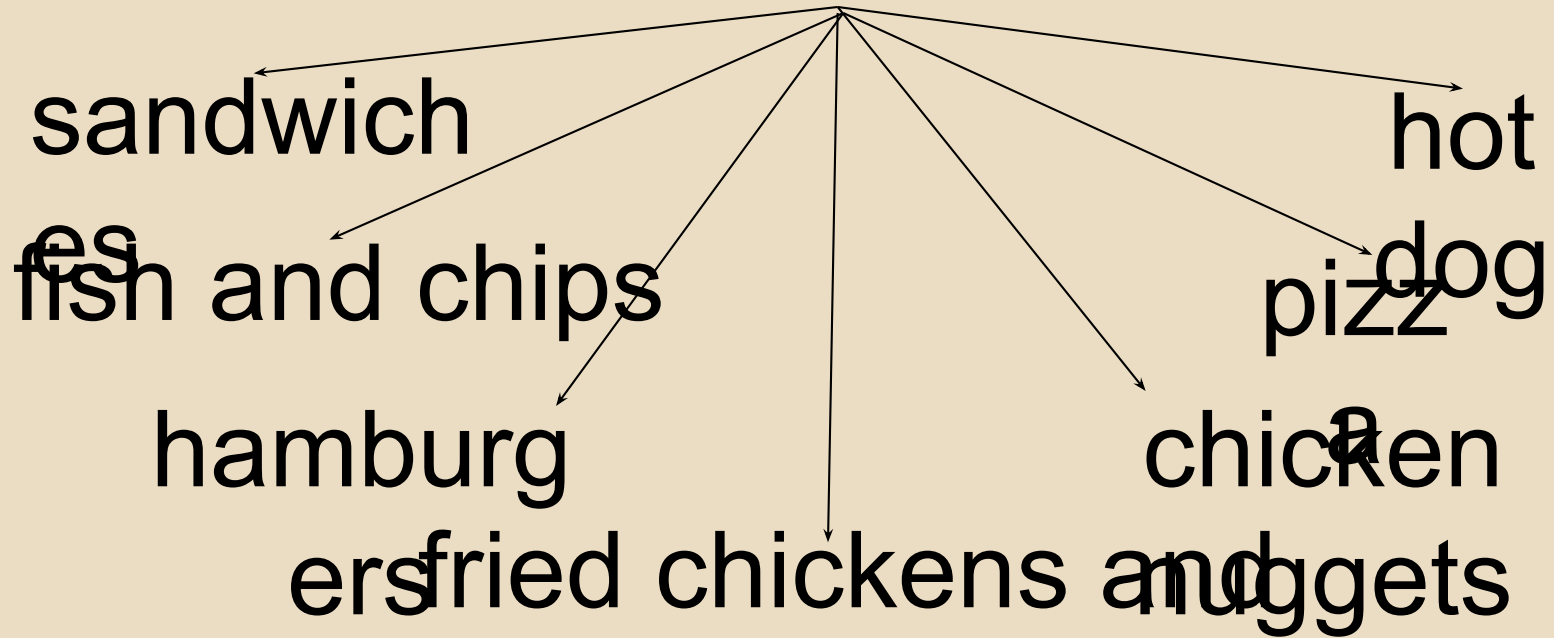 sandwich
es
fish and chips
hamburg
ers
fried chickens and
chicken
nuggets
pizz
a
hot
dog